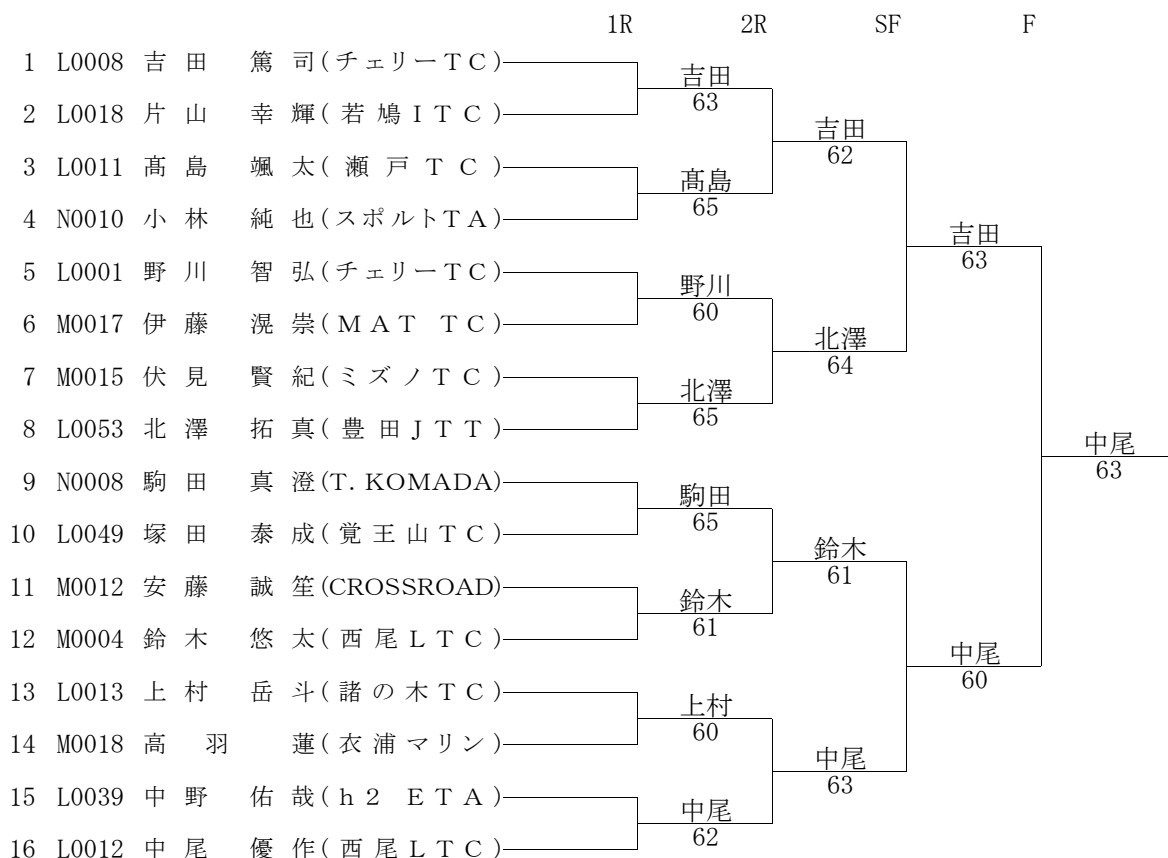 1R 2R SF F
1 L0008 吉田 篤司(チェリーTC)
吉田
63
2 L0018 片山 幸輝(若鳩ITC)
吉田
62
3 L0011 髙島 颯太(瀬戸TC)
髙島
65
4 N0010 小林 純也(スポルトTA)
吉田
63
5 L0001 野川 智弘(チェリーTC)
野川
60
6 M0017 伊藤 滉崇(MAT TC)
北澤
64
7 M0015 伏見 賢紀(ミズノTC)
北澤
65
8 L0053 北澤 拓真(豊田JTT)
中尾
63
9 N0008 駒田 真澄(T.KOMADA)
駒田
65
10 L0049 塚田 泰成(覚王山TC)
鈴木
61
11 M0012 安藤 誠笙(CROSSROAD)
鈴木
61
12 M0004 鈴木 悠太(西尾LTC)
中尾
60
13 L0013 上村 岳斗(諸の木TC)
上村
60
14 M0018 高羽 蓮(衣浦マリン)
中尾
63
15 L0039 中野 佑哉(h2 ETA)
中尾
62
16 L0012 中尾 優作(西尾LTC)